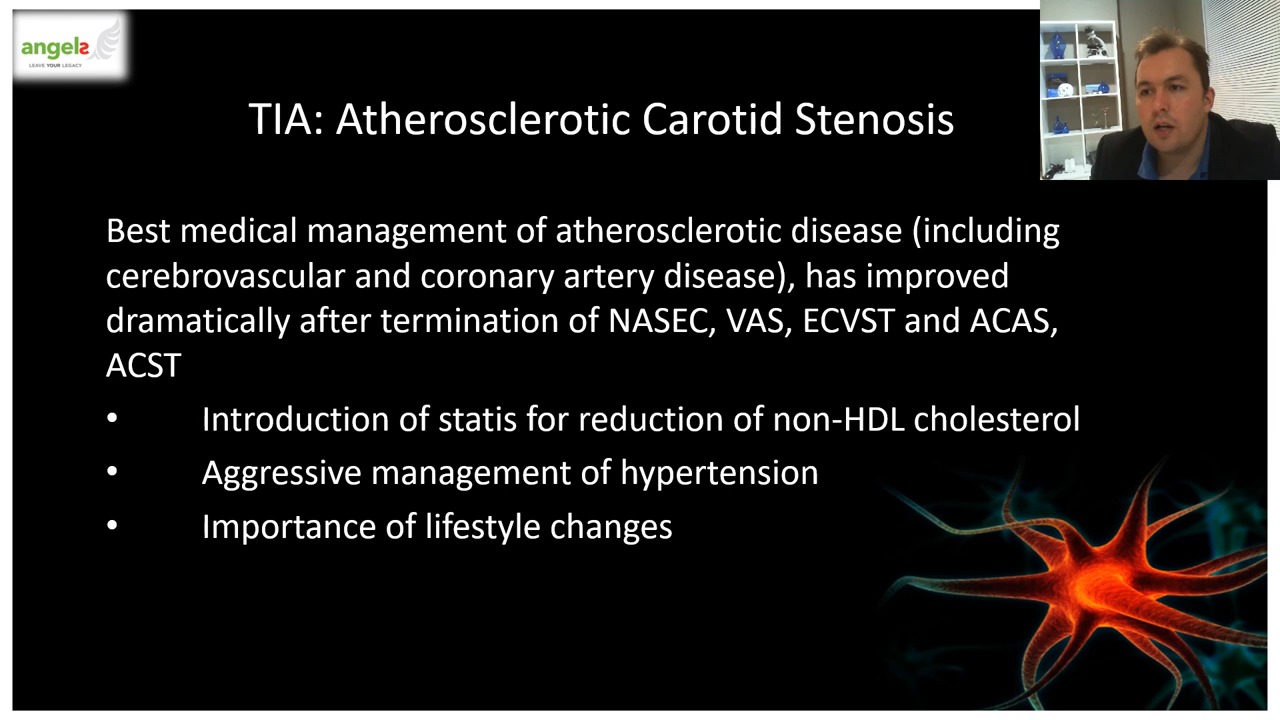 angels
LEAVE YOUR LEGACY
TIA: Atherosclerotic Carotid Stenosis
Best medical management of atherosclerotic disease (including
cerebrovascular and coronary artery disease), has improved
dramatically after termination of NASEC, VAS, ECVST and ACAS,
ACST
• Introduction of statis for reduction of non-HDL cholesterol
• Aggressive management of hypertension
• Importance of lifestyle changes